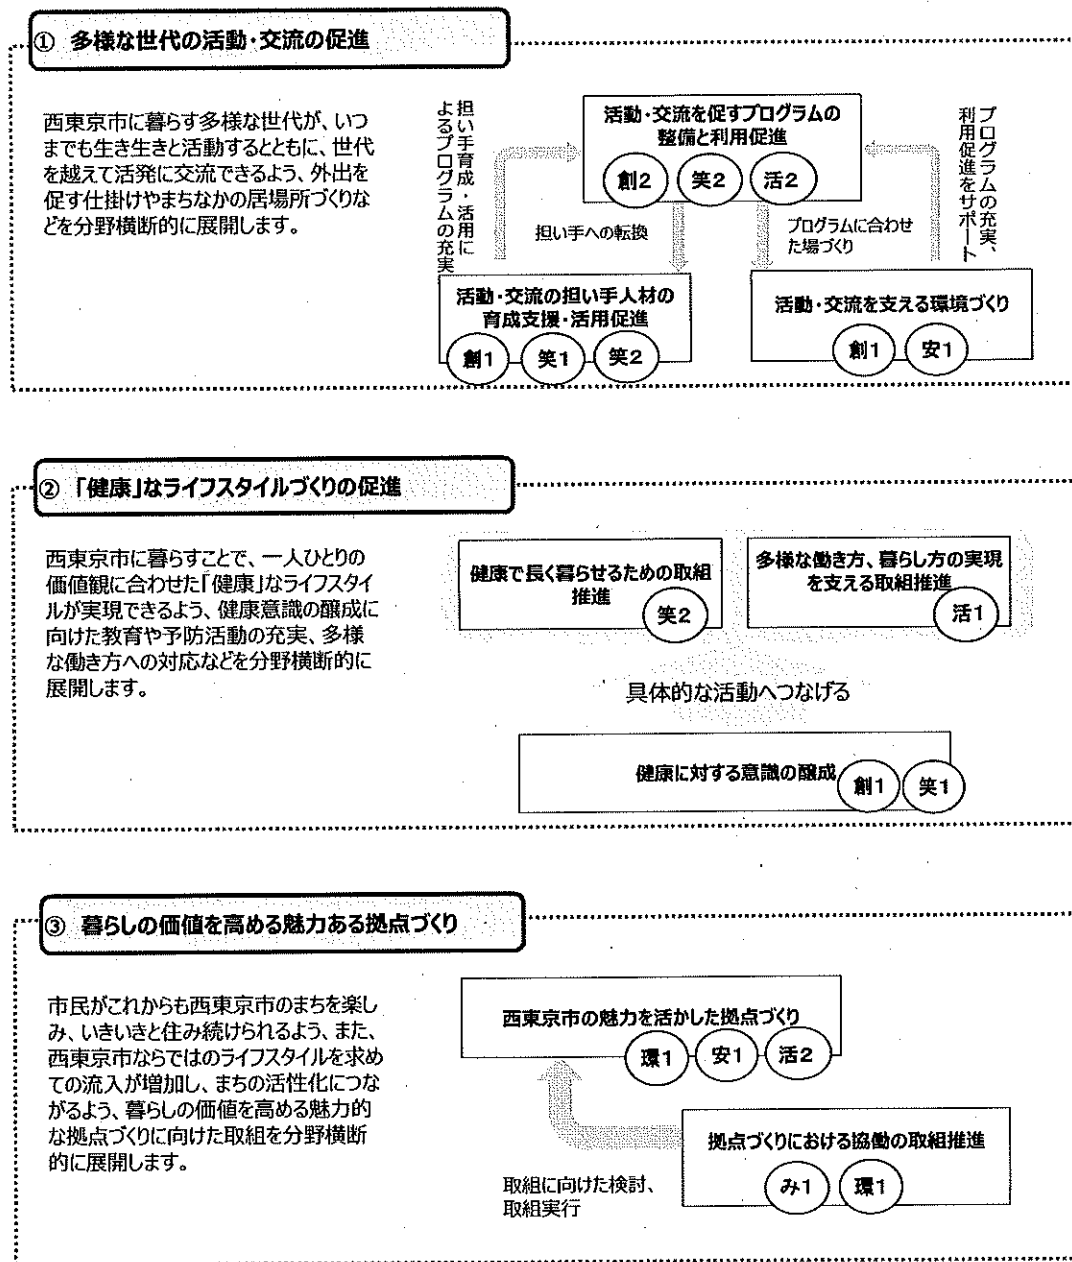 ① 多様な世代の活動・交流の促進
西東京市に暮らす多様な世代が、いつ
までも生き生きと活動するとともに、世代
を越えて活発に交流できるよう、外出を
促す仕掛けやまちなかの居場所づくりな
どを分野横断的に展開します。
担い手育成・活用に
よるプログラムの充実
活動・交流を促すプログラムの
整備と利用促進
創2 笑2 活2
プログラムの充実、
利用促進をサポート
担い手への転換
プログラムに合わせ
た場づくり
活動・交流の担い手人材の
育成支援・活用促進
創1 笑1 笑2
活動・交流を支える環境づくり
創1 安1
② 「健康」なライフスタイルづくりの促進
西東京市に暮らすことで、一人ひとりの
価値観に合わせた「健康」なライフスタイ
ルが実現できるよう、健康意識の醸成に
向けた教育や予防活動の充実、多様
な働き方への対応などを分野横断的に
展開します。
健康で長く暮らせるための取組
推進
笑2
多様な働き方、暮らし方の実現
を支える取組推進
活1
具体的な活動へつなげる
健康に対する意識の醸成
創1 笑1
③ 暮らしの価値を高める魅力ある拠点づくり
市民がこれからも西東京市のまちを楽し
み、いきいきと住み続けられるよう、また、
西東京市ならではのライフスタイルを求め
ての流入が増加し、まちの活性化につな
がるよう、暮らしの価値を高める魅力的
な拠点づくりに向けた取組を分野横断
的に展開します。
西東京市の魅力を活かした拠点づくり
環1 安1 活2
拠点づくりにおける協働の取組推進
み1 環1
取組に向けた検討、
取組実行